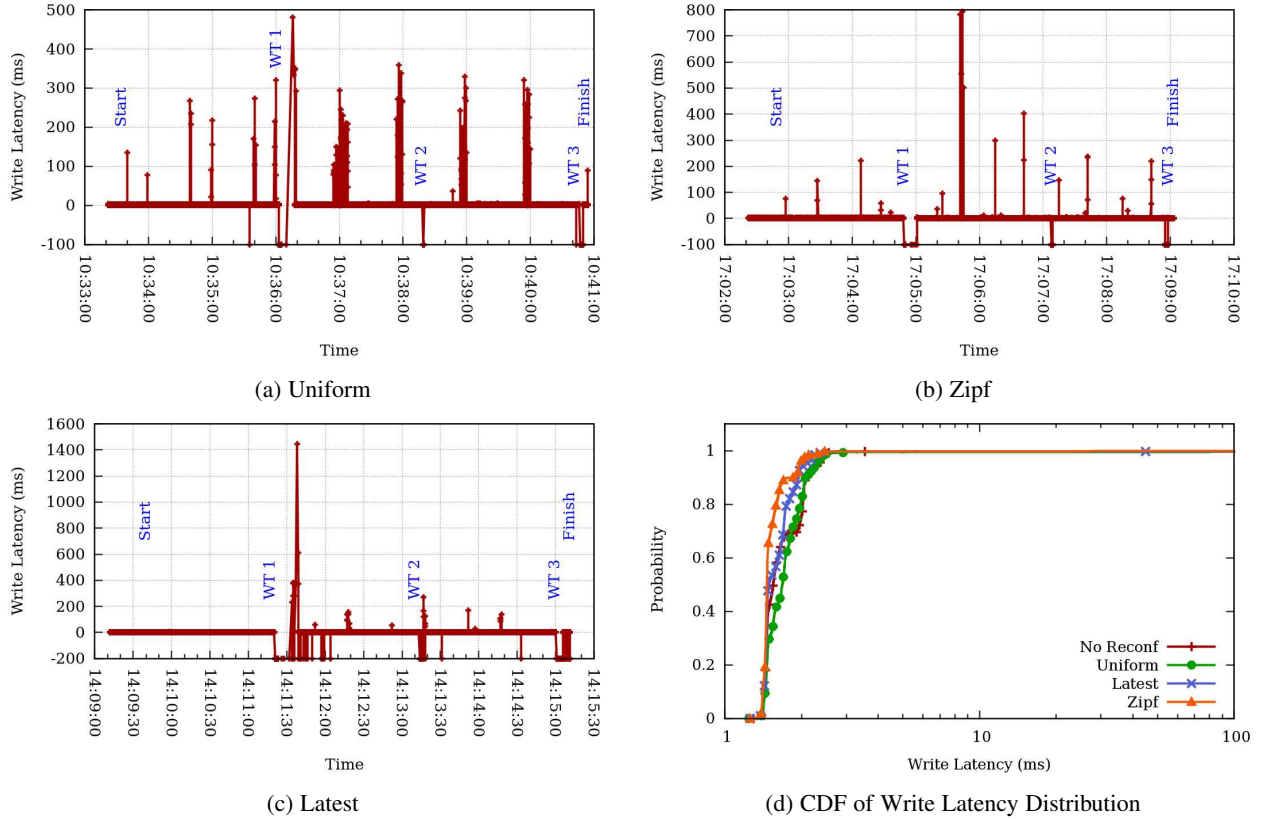 500
400
300
200
100
0
-100
Write Latency (ms)
Start
WT 1
WT 2
WT 3
Finish
10:33:00
10:34:00
10:35:00
10:36:00
10:37:00
10:38:00
10:39:00
10:40:00
10:41:00
Time
(a) Uniform
800
700
600
500
400
300
200
100
0
-100
Write Latency (ms)
Start
WT 1
WT 2
WT 3
Finish
17:02:00
17:03:00
17:04:00
17:05:00
17:06:00
17:07:00
17:08:00
17:09:00
17:10:00
Time
(b) Zipf
1600
1400
1200
1000
800
600
400
200
0
-200
Write Latency (ms)
Start
WT 1
WT 2
WT 3
Finish
14:09:00
14:09:30
14:10:00
14:10:30
14:11:00
14:11:30
14:12:00
14:12:30
14:13:00
14:13:30
14:14:00
14:14:30
14:15:00
14:15:30
Time
(c) Latest
1
0.8
0.6
0.4
0.2
0
Probability
No Reconf
Uniform
Latest
Zipf
1
10
100
Write Latency (ms)
(d) CDF of Write Latency Distribution